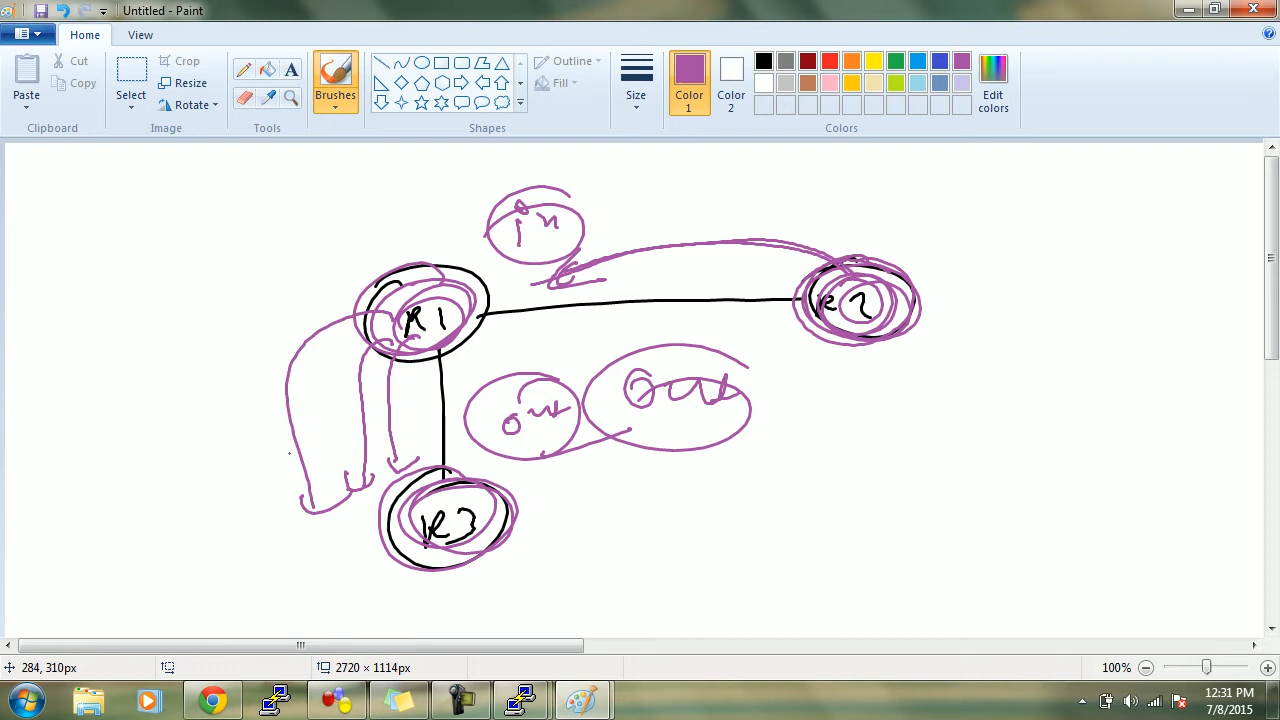 Untitled - Paint
Home
View
Paste
Cut
Copy
Clipboard
Select
Crop
Resize
Rotate
Image
Tools
Brushes
Shapes
Outline
Fill
Size
Color 1
Color 2
Edit colors
Colors
in
R1
R2
out
out
R3
284, 310px
2720 × 1114px
100%
12:31 PM
7/8/2015